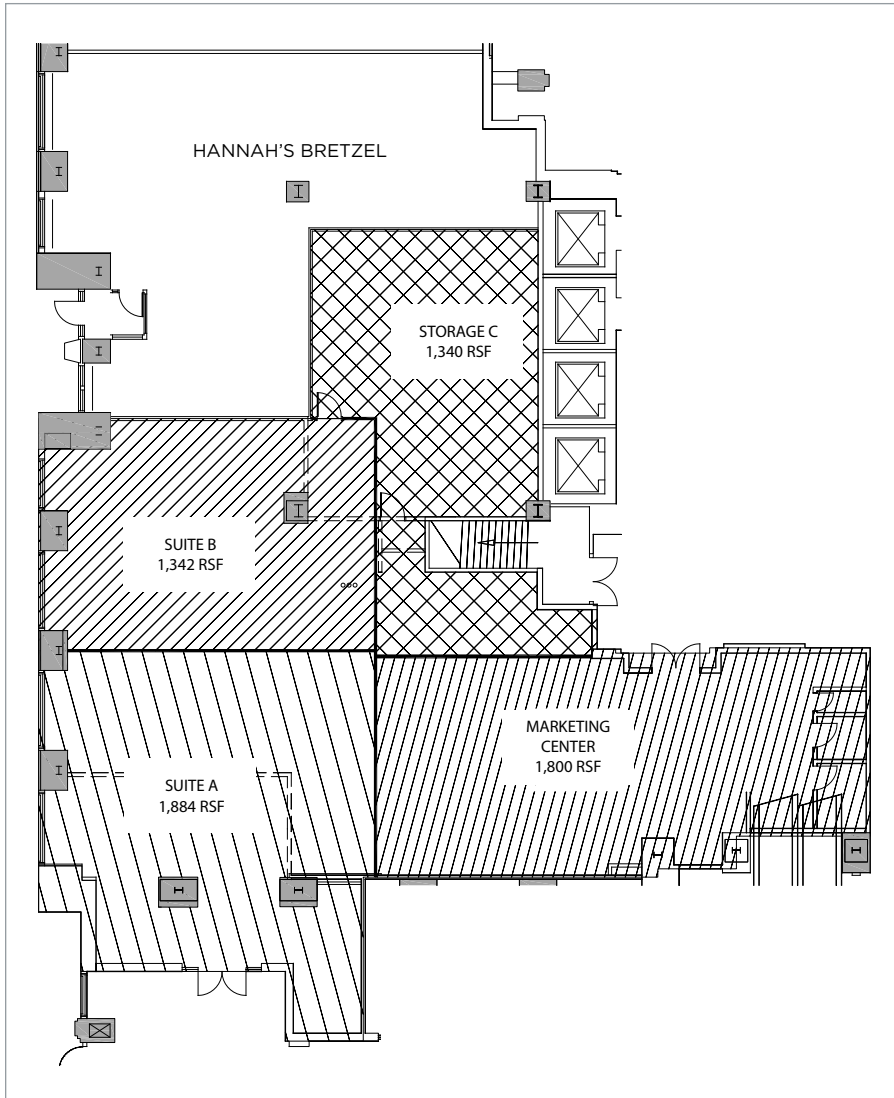 HANNAH'S BRETZEL
STORAGE C
1,340 RSF
SUITE B
1,342 RSF
MARKETING
CENTER
1,800 RSF
SUITE A
1,884 RSF